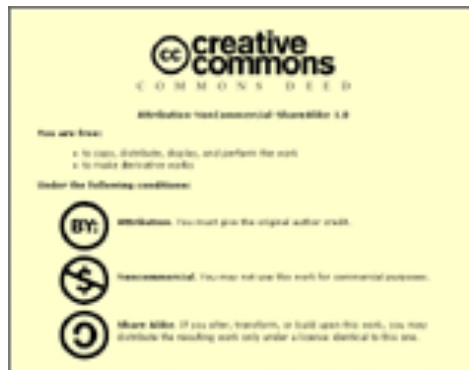 cc creative
commons
COMMONS DEED
Attribution-NonCommercial-ShareAlike 1.0
You are free:
to copy, distribute, display, and perform the work
to make derivative works
Under the following conditions:
BY: Attribution. You must give the original author credit.
$ Noncommercial. You may not use this work for commercial purposes.
Share Alike. If you alter, transform, or build upon this work, you may
distribute the resulting work only under a license identical to this one.